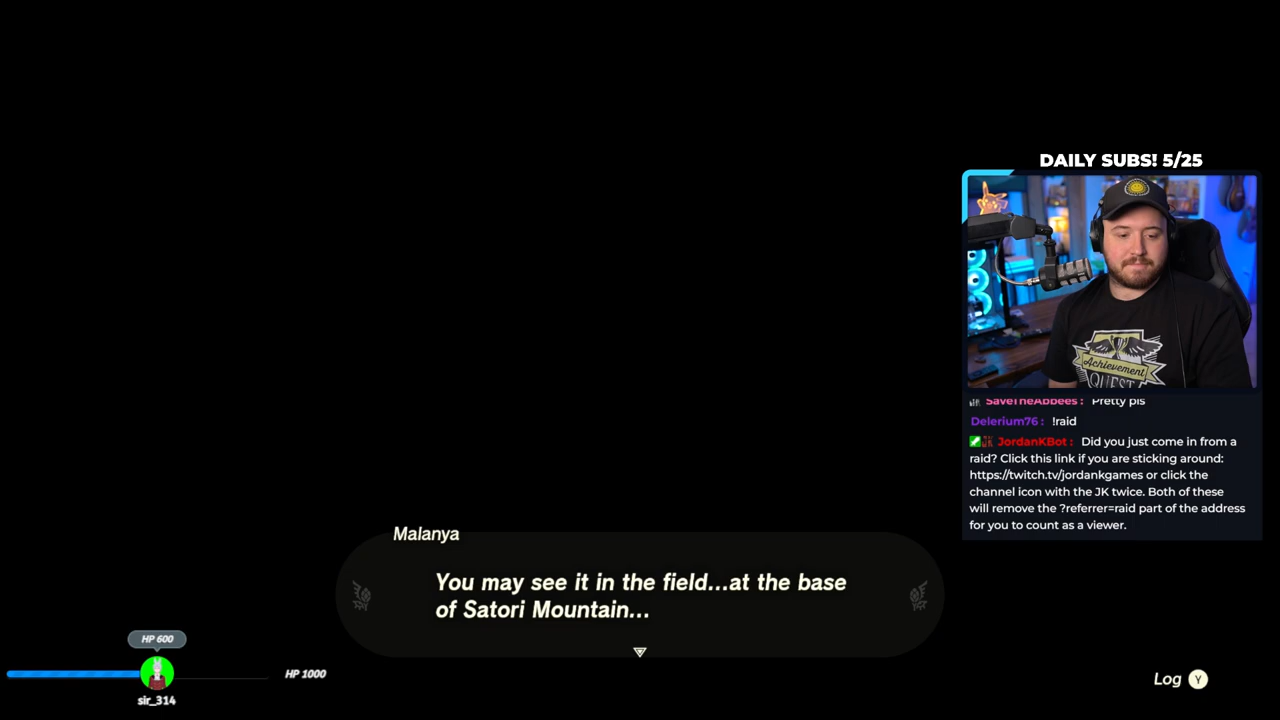 DAILY SUBS! 5/25
Achievement
QUEST
SaveTheAbbees: Pretty pls
Delerium76: !raid
JordanKBot: Did you just come in from a
raid? Click this link if you are sticking around:
https://twitch.tv/jordankgames or click the
channel icon with the JK twice. Both of these
will remove the ?referrer=raid part of the address
for you to count as a viewer.
Malanya
You may see it in the field...at the base
of Satori Mountain...
HP 600
HP 1000
sir_314
Log Y